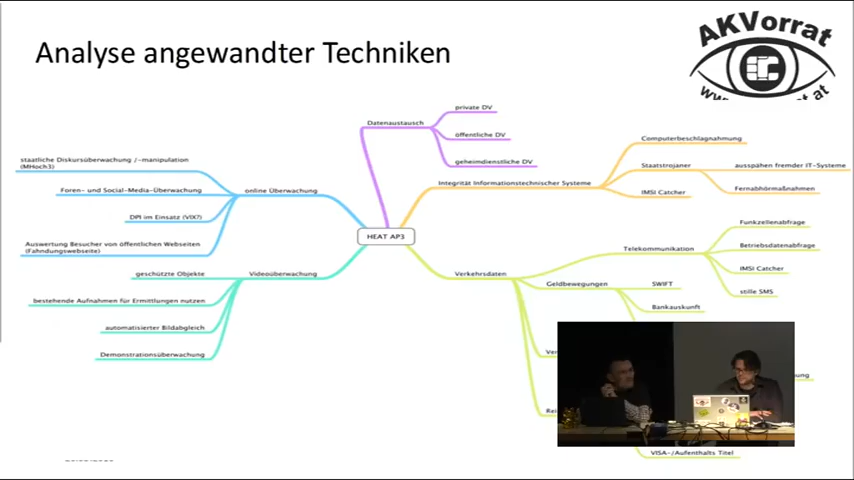 Analyse angewandter Techniken
AKVorrat
private DV
Datenaustausch
öffentliche DV
geheimdienstliche DV
Computerbeschlagnahmung
Staatstrojaner
ausspähen fremder IT-Systeme
Integrität Informationstechnischer Systeme
IMSI Catcher
Fernabhörmaßnahmen
staatliche Diskursüberwachung /-manipulation
(MHoch3)
Foren- und Social-Media-Überwachung
online Überwachung
DPI im Einsatz (VIX?)
Auswertung Besucher von öffentlichen Webseiten
(Fahndungswebseite)
HEAT AP3
Funkzellenabfrage
Telekommunikation
Betriebsdatenabfrage
IMSI Catcher
stille SMS
geschützte Objekte
Videoüberwachung
Verkehrsdaten
Geldbewegungen
SWIFT
Bankauskunft
bestehende Aufnahmen für Ermittlungen nutzen
automatisierter Bildabgleich
Demonstrationsüberwachung
VISA-/Aufenthalts Titel